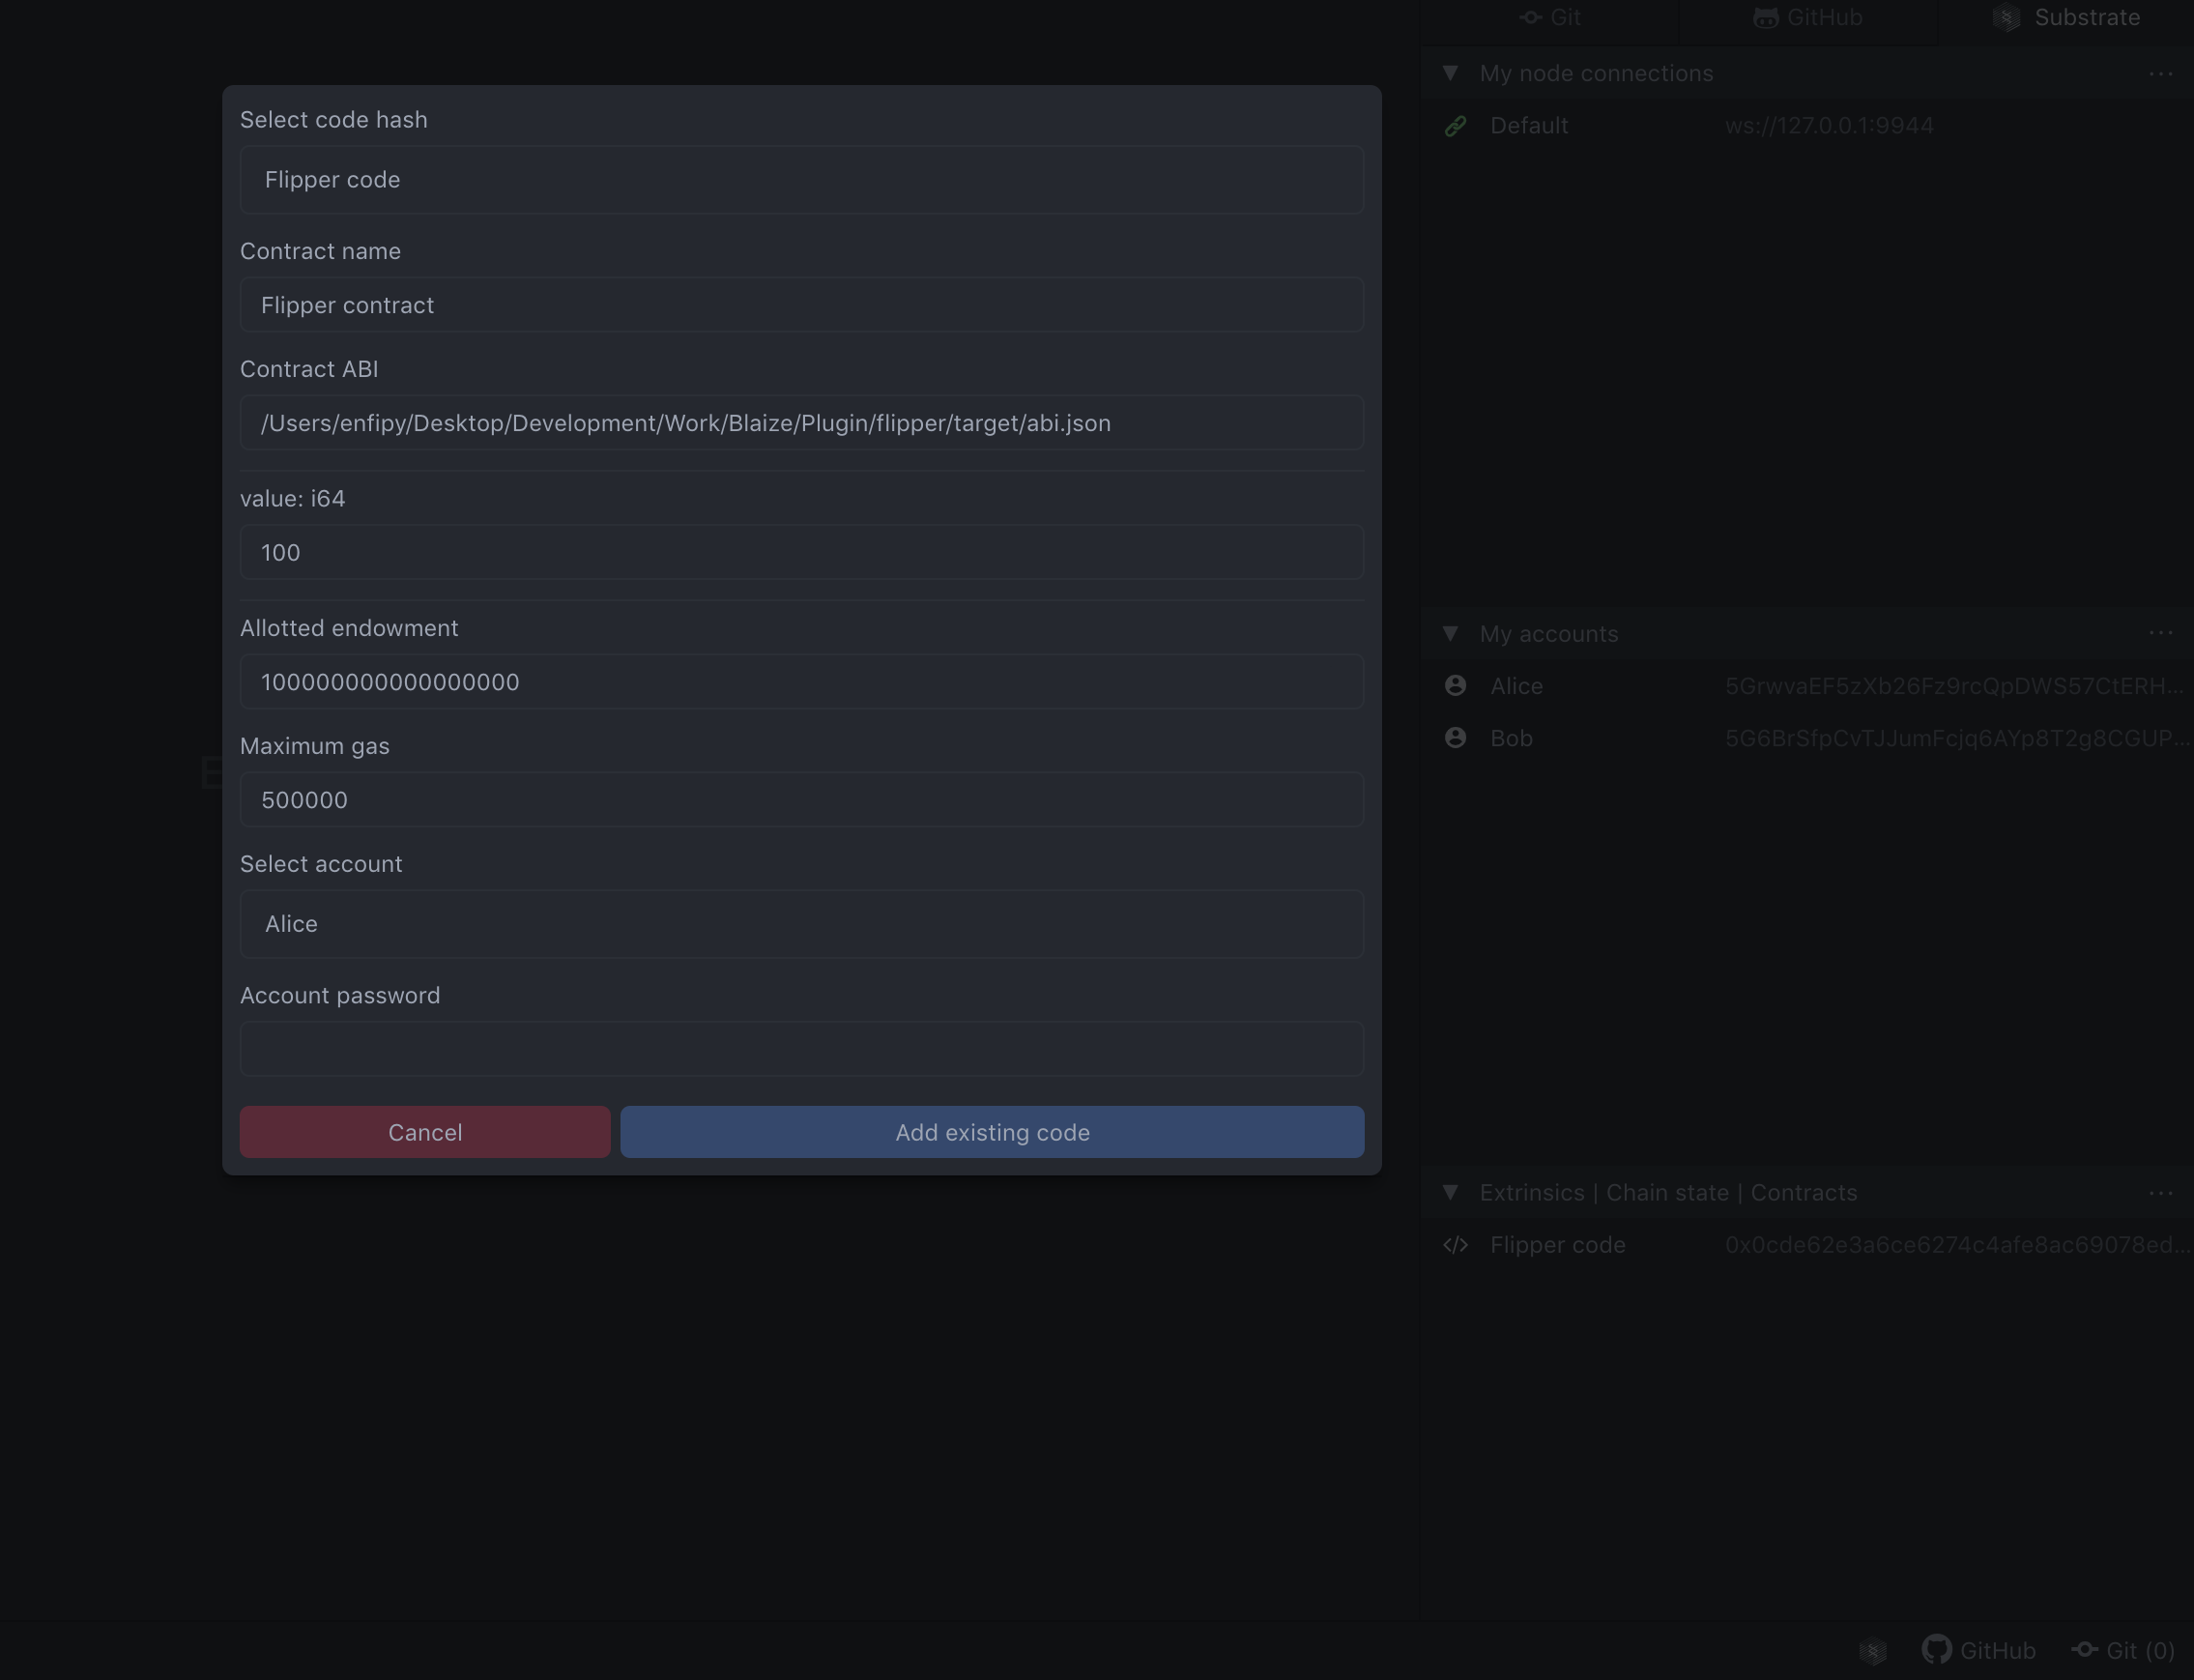 Git
GitHub
Substrate
My node connections
Default
ws://127.0.0.1:9944
Select code hash
Flipper code
Contract name
Flipper contract
Contract ABI
/Users/enfipy/Desktop/Development/Work/Blaize/Plugin/flipper/target/abi.json
value: i64
100
Allotted endowment
100000000000000000
Maximum gas
500000
Select account
Alice
Account password
Cancel
Add existing code
My accounts
Alice
5GrwvaEF5zXb26Fz9rcQpDWS57CtERH...
Bob
5G6BrSfpCvTJJumFcjq6AYp8T2g8CGUP...
Extrinsics | Chain state | Contracts
Flipper code
0x0cde62e3a6ce6274c4afe8ac69078ed...
GitHub
Git (0)